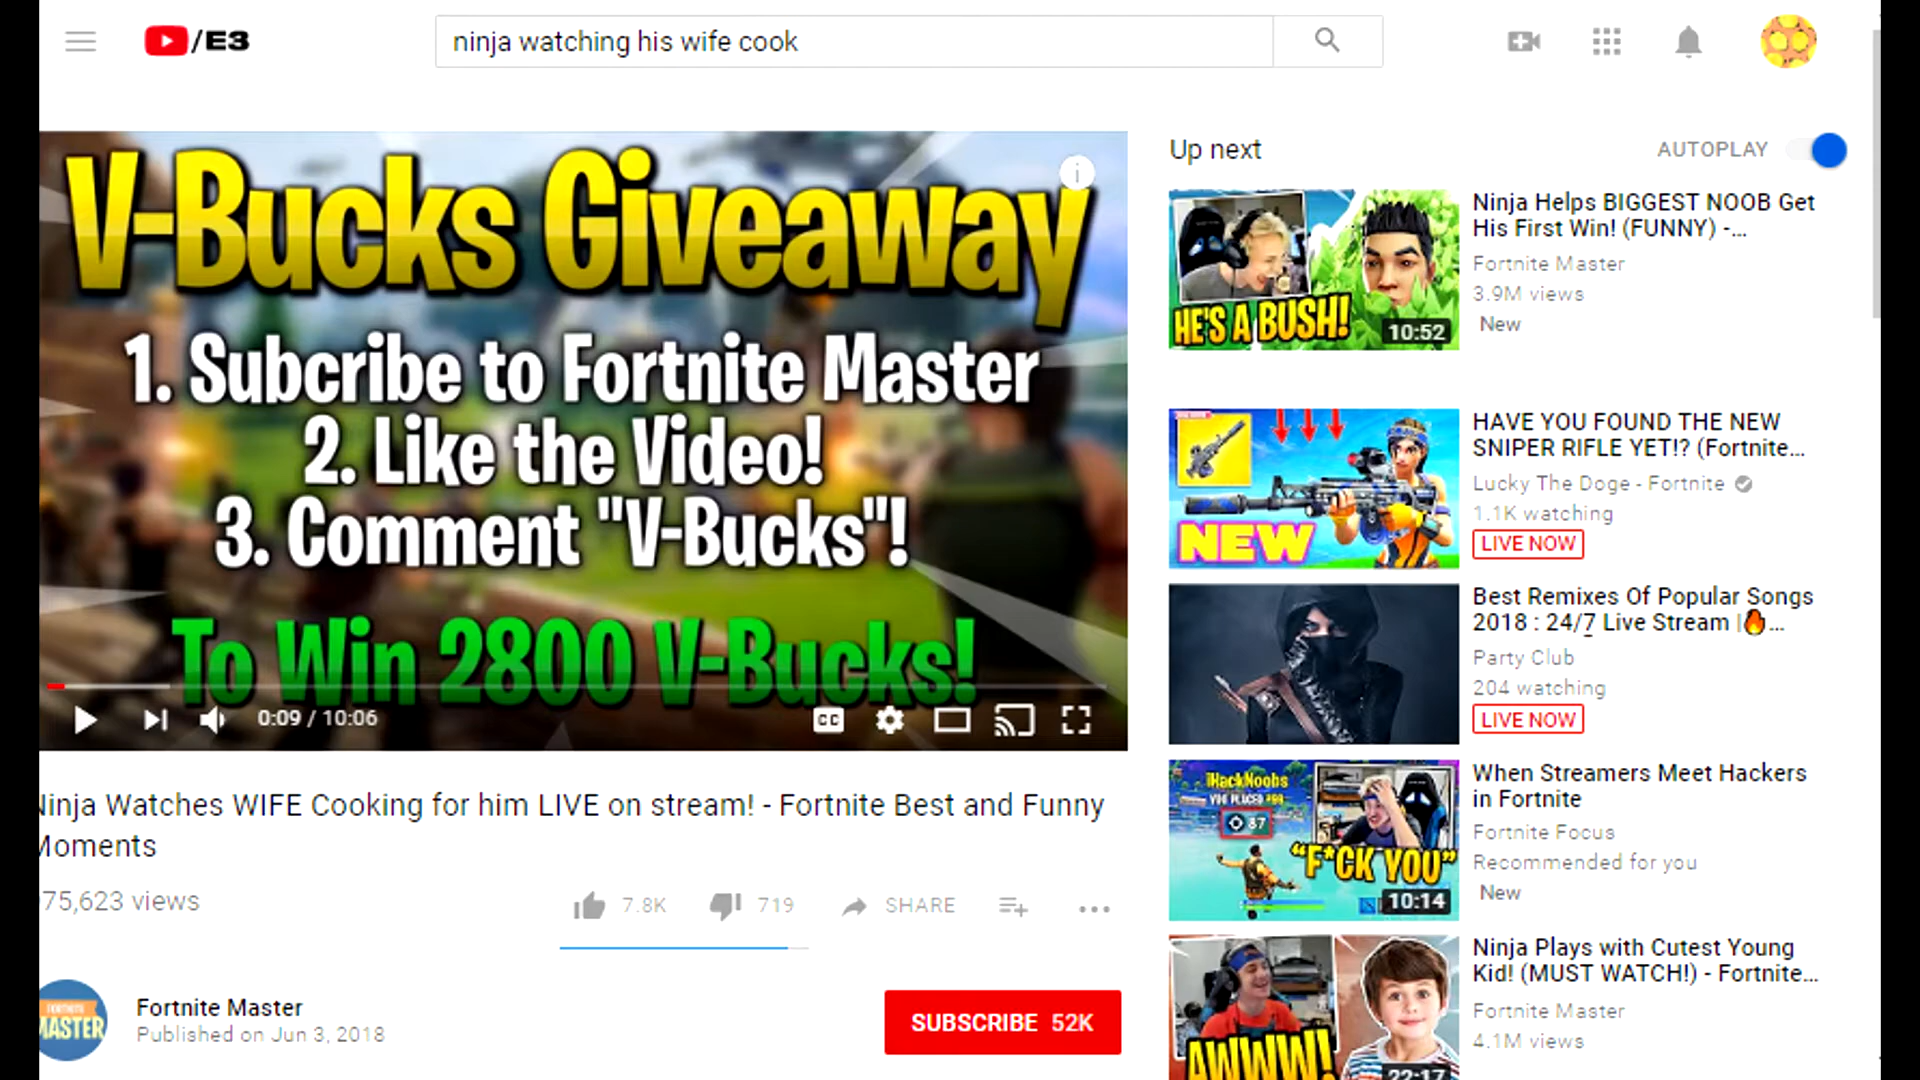 /E3
ninja watching his wife cook
V-Bucks Giveaway
1. Subcribe to Fortnite Master
2. Like the Video!
3. Comment "V-Bucks"!
To Win 2800 V-Bucks!
0:09 / 10:06
CC
Ninja Watches WIFE Cooking for him LIVE on stream! - Fortnite Best and Funny
Moments
75,623 views
7.8K
719
SHARE
FORTNITE
MASTER
Fortnite Master
Published on Jun 3, 2018
SUBSCRIBE 52K
Up next
AUTOPLAY
HE'S A BUSH!
10:52
Ninja Helps BIGGEST NOOB Get
His First Win! (FUNNY) -...
Fortnite Master
3.9M views
New
NEW
HAVE YOU FOUND THE NEW
SNIPER RIFLE YET!? (Fortnite...
Lucky The Doge - Fortnite
1.1K watching
LIVE NOW
Best Remixes Of Popular Songs
2018 : 24/7 Live Stream |🔥...
Party Club
204 watching
LIVE NOW
iHackNoobs
YOU PLACED
87
"F*CK YOU"
10:14
When Streamers Meet Hackers
in Fortnite
Fortnite Focus
Recommended for you
New
AWWW!
22:17
Ninja Plays with Cutest Young
Kid! (MUST WATCH!) - Fortnite...
Fortnite Master
4.1M views